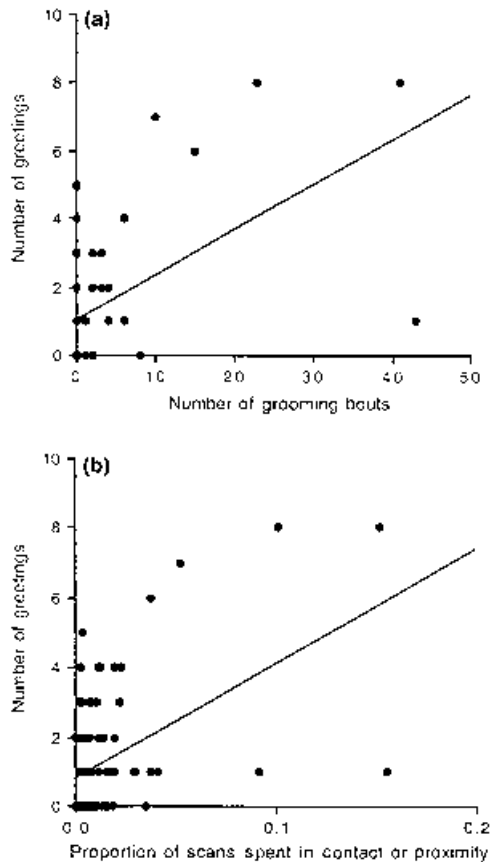 (a)
10
8
6
4
2
0
Number of greetings
0 10 20 30 40 50
Number of grooming bouts
(b)
10
8
6
4
2
0
Number of greetings
0.0 0.1 0.2
Proportion of scans spent in contact or proximity